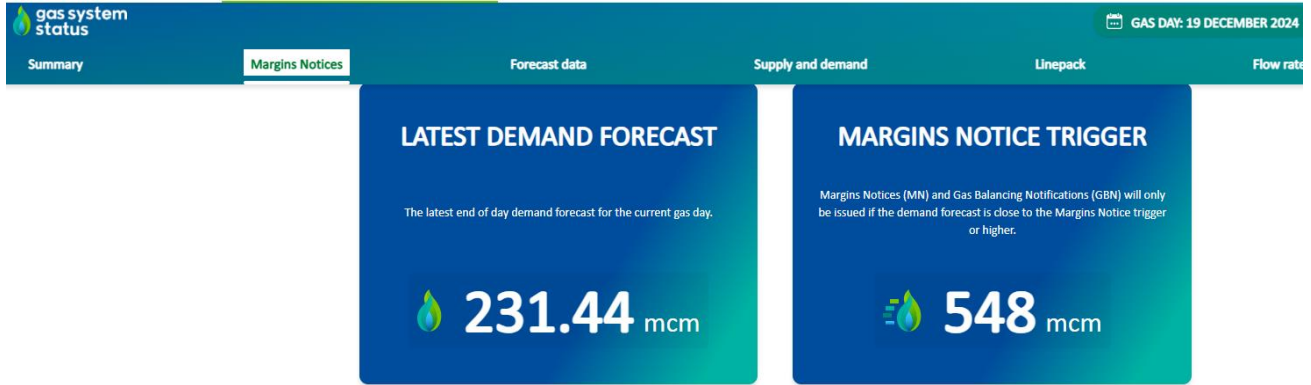 gas system
status
GAS DAY: 19 DECEMBER 2024
Summary
Margins Notices
Forecast data
Supply and demand
Linepack
Flow rate
LATEST DEMAND FORECAST
The latest end of day demand forecast for the current gas day.
231.44 mcm
MARGINS NOTICE TRIGGER
Margins Notices (MN) and Gas Balancing Notifications (GBN) will only
be issued if the demand forecast is close to the Margins Notice trigger
or higher.
548 mcm